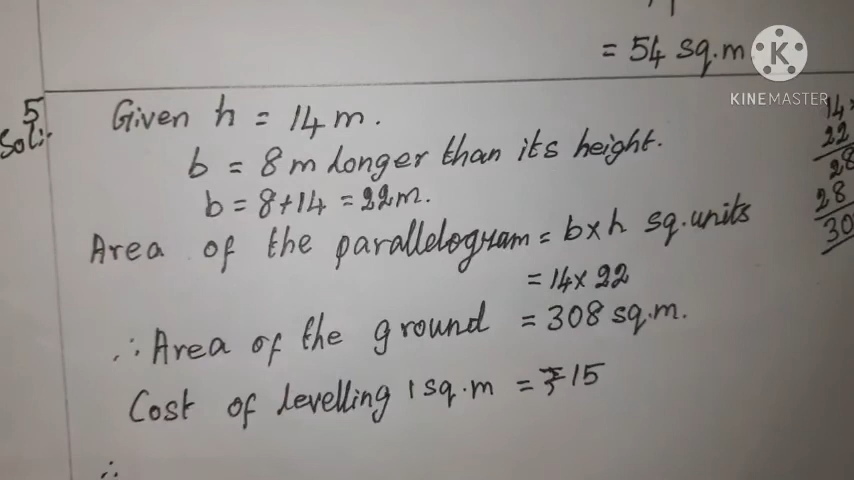 = 54 sq.m
KINEMASTER
5
Sol:-
Given h = 14 m.
b = 8 m longer than its height.
b = 8+14 = 22m.
Area of the parallelogram = b x h sq.units
= 14 x 22
∴ Area of the ground = 308 sq.m.
Cost of levelling 1 sq.m = ₹15
∴
14
22
28
28
30